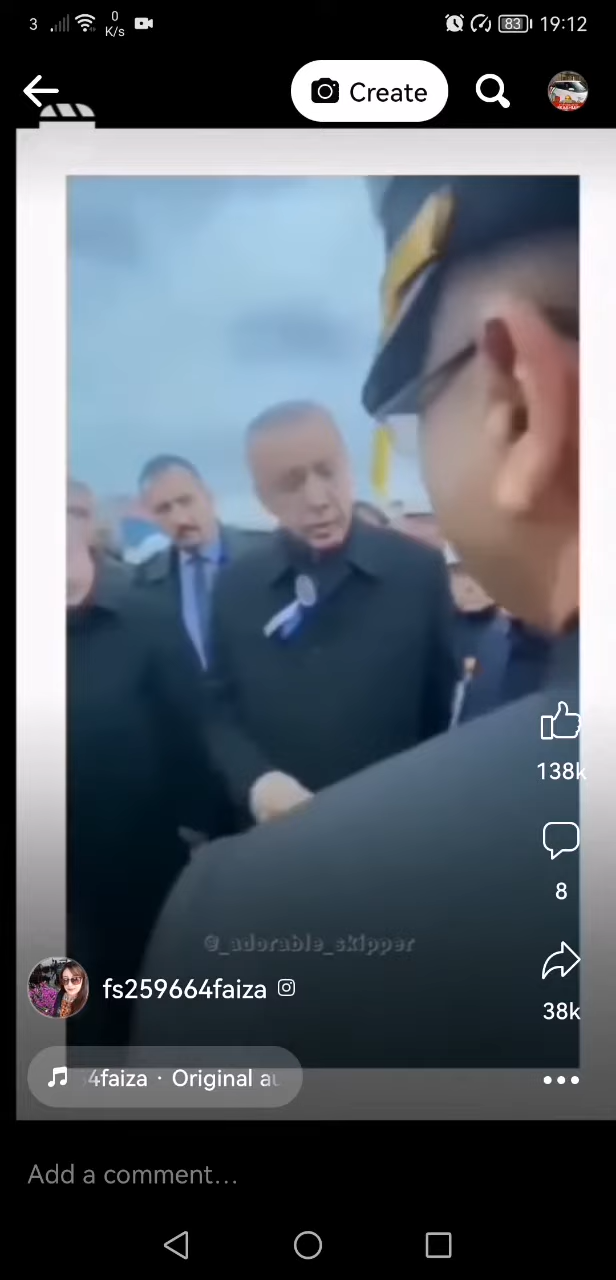 3 0 K/s 83 19:12
Create
138k
8
@_adorable_skipper
fs259664faiza
38k
4faiza · Original au
Add a comment...